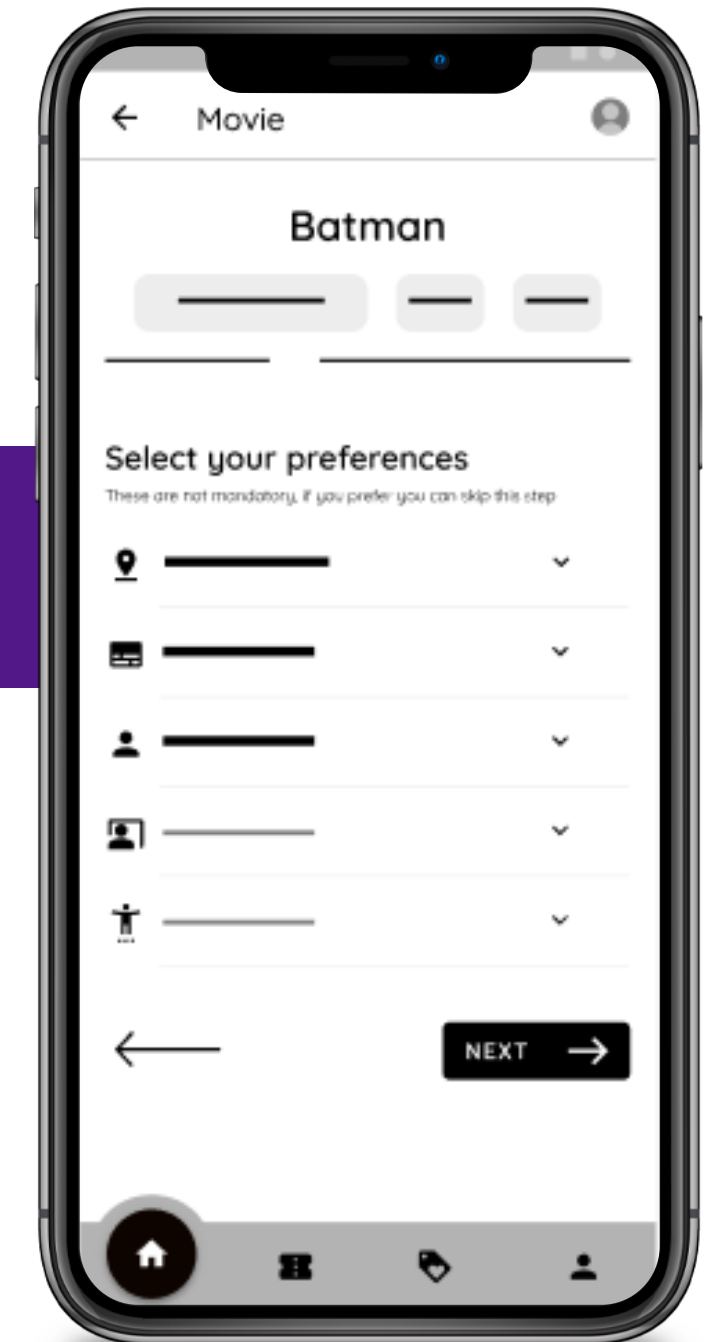 Movie
Batman
Select your preferences
These are not mandatory, if you prefer you can skip this step
NEXT